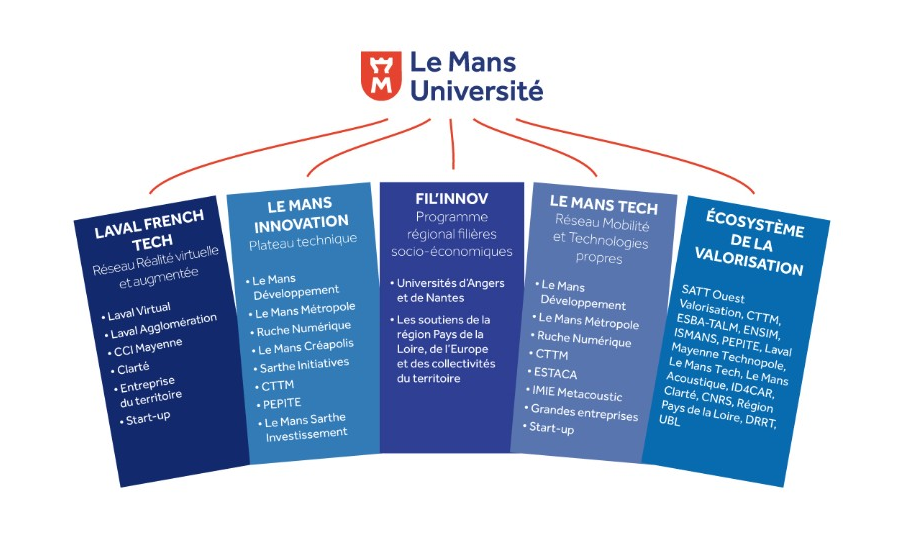 Le Mans
Université
LAVAL FRENCH
TECH
Réseau Réalité virtuelle
et augmentée
• Laval Virtual
• Laval Agglomération
• CCI Mayenne
• Clarté
• Entreprise
du territoire
• Start-up
LE MANS
INNOVATION
Plateau technique
• Le Mans
Développement
• Le Mans Métropole
• Ruche Numérique
• Le Mans Créapolis
• Sarthe Initiatives
• CTTM
• PEPITE
• Le Mans Sarthe
Investissement
FIL'INNOV
Programme
régional filières
socio-économiques
• Universités d'Angers
et de Nantes
• Les soutiens de la
région Pays de la
Loire, de l'Europe
et des collectivités
du territoire
LE MANS TECH
Réseau Mobilité
et Technologies
propres
• Le Mans
Développement
• Le Mans Métropole
• Ruche Numérique
• CTTM
• ESTACA
• IMIE Metacoustic
• Grandes entreprises
• Start-up
ÉCOSYSTÈME
DE LA
VALORISATION
SATT Ouest
Valorisation, CTTM,
ESBA-TALM, ENSIM,
ISMANS, PEPITE, Laval
Mayenne Technopole,
Le Mans Tech, Le Mans
Acoustique, ID4CAR,
Clarté, CNRS, Région
Pays de la Loire, DRRT,
UBL